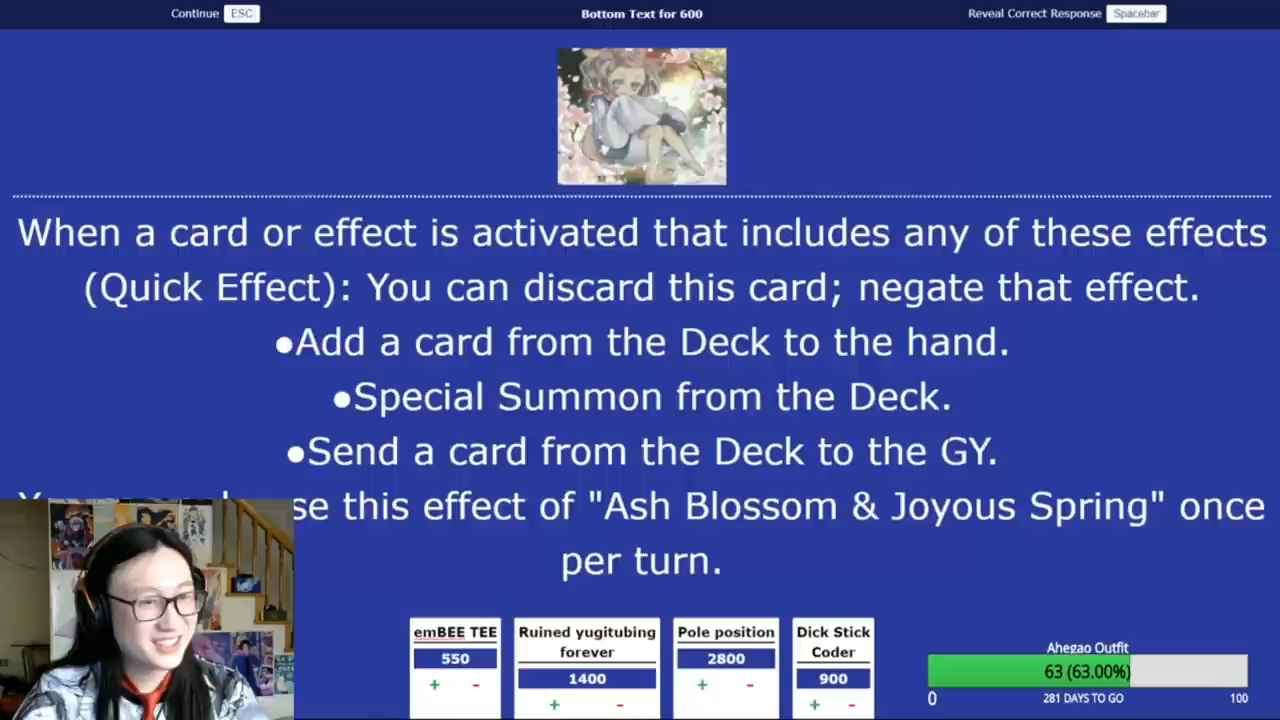 Continue ESC
Bottom Text for 600
Reveal Correct Response Spacebar
When a card or effect is activated that includes any of these effects
(Quick Effect): You can discard this card; negate that effect.
●Add a card from the Deck to the hand.
●Special Summon from the Deck.
●Send a card from the Deck to the GY.
this effect of "Ash Blossom & Joyous Spring" once
per turn.
emBEE TEE
550
+ -
Ruined yugitubing
forever
1400
+ -
Pole position
2800
+ -
Dick Stick
Coder
900
+ -
Ahegao Outfit
63 (63.00%)
0 281 DAYS TO GO 100